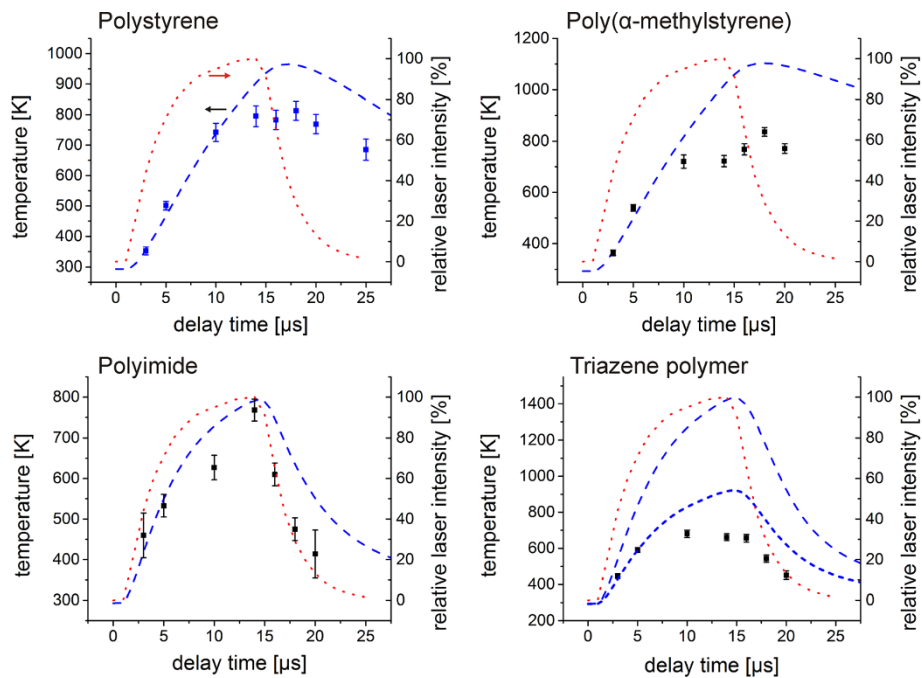 Polystyrene
1000
900
800
700
600
500
400
300
temperature [K]
100
80
60
40
20
0
relative laser intensity [%]
0 5 10 15 20 25
delay time [µs]
Poly(α-methylstyrene)
1200
1000
800
600
400
temperature [K]
100
80
60
40
20
0
relative laser intensity [%]
0 5 10 15 20 25
delay time [µs]
Polyimide
800
700
600
500
400
300
temperature [K]
100
80
60
40
20
0
relative laser intensity [%]
0 5 10 15 20 25
delay time [µs]
Triazene polymer
1400
1200
1000
800
600
400
200
temperature [K]
100
80
60
40
20
0
relative laser intensity [%]
0 5 10 15 20 25
delay time [µs]